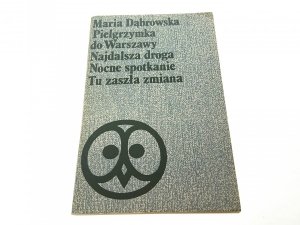 Maria Dąbrowska
Pielgrzymka
do Warszawy
Najdalsza droga
Nocne spotkanie
Tu zaszła zmiana